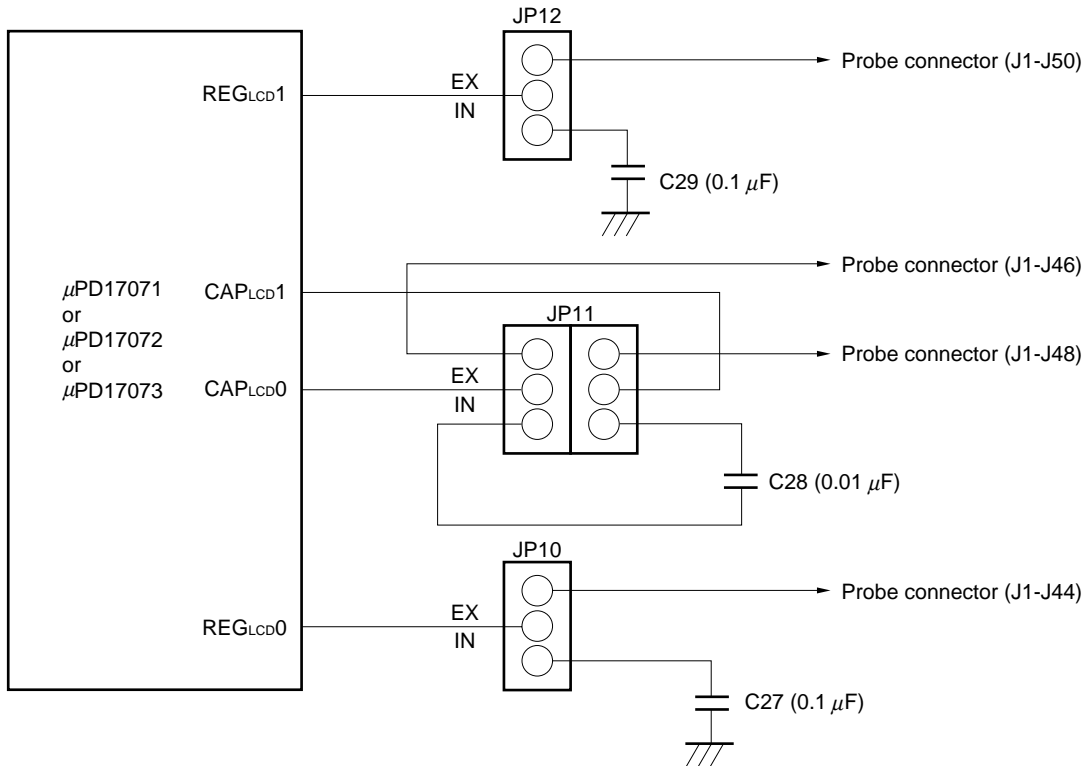 JP12
Probe connector (J1-J50)
REGLCD1
EX
IN
C29 (0.1 μF)
Probe connector (J1-J46)
μPD17071
or
μPD17072
or
μPD17073
CAPLCD1
JP11
Probe connector (J1-J48)
CAPLCD0
EX
IN
C28 (0.01 μF)
JP10
Probe connector (J1-J44)
REGLCD0
EX
IN
C27 (0.1 μF)